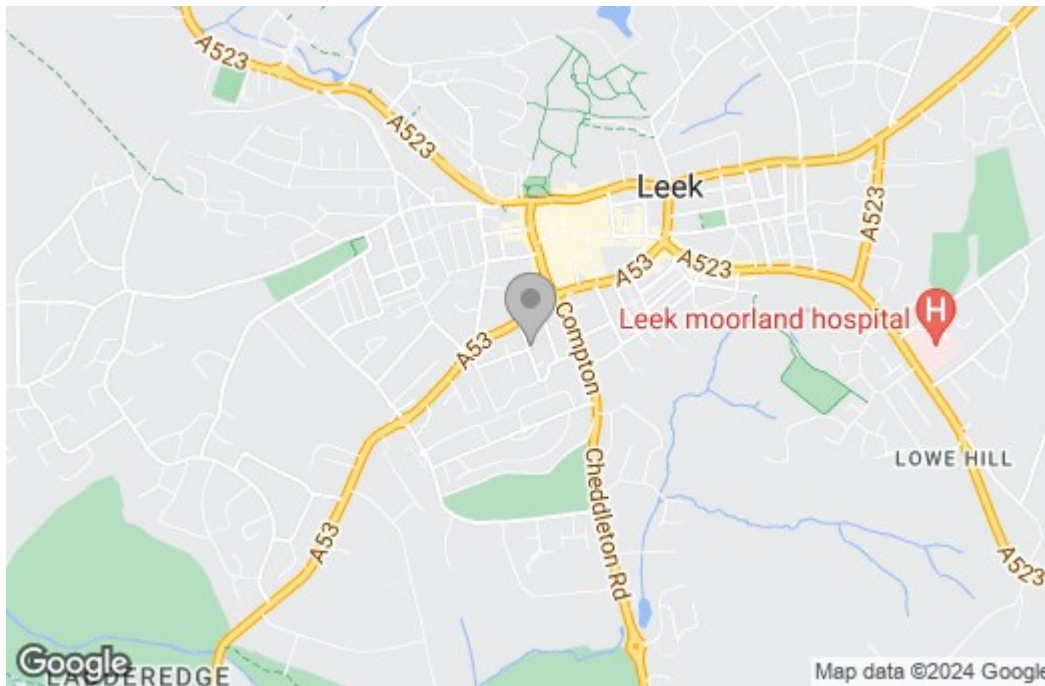 A523
A523
Leek
A523
A53
A523
Leek moorland hospital
H
Compton
A53
LOWE HILL
Cheddleton Rd
A53
A523
Google
LADDEREDGE
Map data ©2024 Google